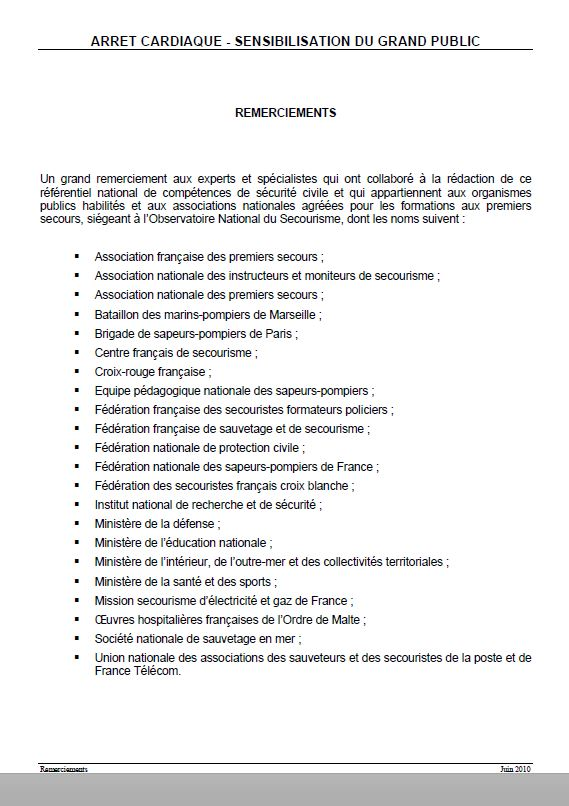 ARRET CARDIAQUE - SENSIBILISATION DU GRAND PUBLIC
REMERCIEMENTS
Un grand remerciement aux experts et spécialistes qui ont collaboré à la rédaction de ce
référentiel national de compétences de sécurité civile et qui appartiennent aux organismes
publics habilités et aux associations nationales agréées pour les formations aux premiers
secours, siégeant à l'Observatoire National du Secourisme, dont les noms suivent :
▪ Association française des premiers secours ;
▪ Association nationale des instructeurs et moniteurs de secourisme ;
▪ Association nationale des premiers secours ;
▪ Bataillon des marins-pompiers de Marseille ;
▪ Brigade de sapeurs-pompiers de Paris ;
▪ Centre français de secourisme ;
▪ Croix-rouge française ;
▪ Equipe pédagogique nationale des sapeurs-pompiers ;
▪ Fédération française des secouristes formateurs policiers ;
▪ Fédération française de sauvetage et de secourisme ;
▪ Fédération nationale de protection civile ;
▪ Fédération nationale des sapeurs-pompiers de France ;
▪ Fédération des secouristes français croix blanche ;
▪ Institut national de recherche et de sécurité ;
▪ Ministère de la défense ;
▪ Ministère de l'éducation nationale ;
▪ Ministère de l'intérieur, de l'outre-mer et des collectivités territoriales ;
▪ Ministère de la santé et des sports ;
▪ Mission secourisme d'électricité et gaz de France ;
▪ Œuvres hospitalières françaises de l'Ordre de Malte ;
▪ Société nationale de sauvetage en mer ;
▪ Union nationale des associations des sauveteurs et des secouristes de la poste et de
France Télécom.
Remerciements Juin 2010